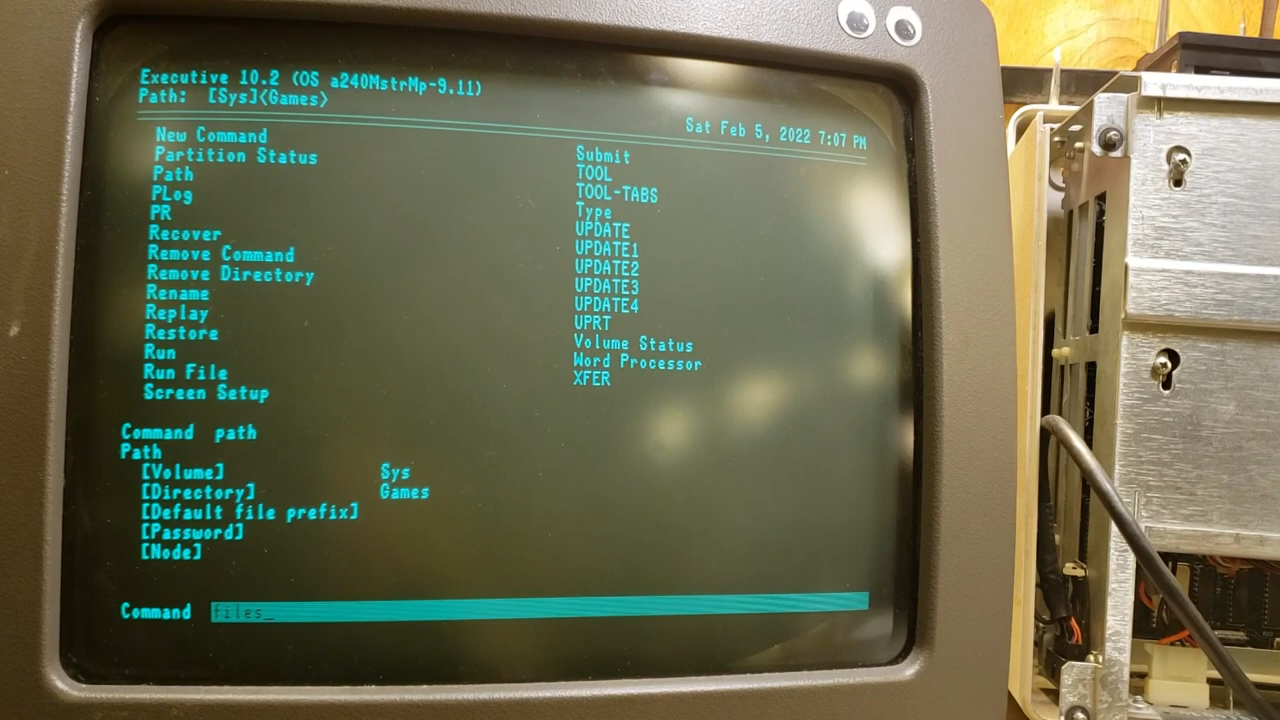 Executive 10.2 (OS a240MstrMp-9.11)
Path: [Sys]<Games>
Sat Feb 5, 2022 7:07 PM
New Command
Partition Status
Path
PLog
PR
Recover
Remove Command
Remove Directory
Rename
Replay
Restore
Run
Run File
Screen Setup
Submit
TOOL
TOOL-TABS
Type
UPDATE
UPDATE1
UPDATE2
UPDATE3
UPDATE4
UPRT
Volume Status
Word Processor
XFER
Command path
Path
[Volume] Sys
[Directory] Games
[Default file prefix]
[Password]
[Node]
Command files_